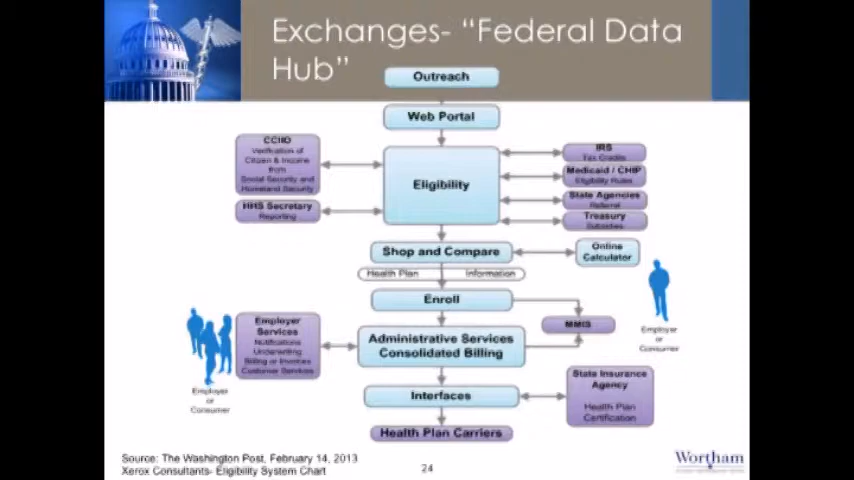 Exchanges- “Federal Data
Hub”
Outreach
Web Portal
CCIIO
Verification of
Citizen & Income
from
Social Security and
Homeland Security
HHS Secretary
Reporting
Eligibility
IRS
Tax Credits
Medicaid / CHIP
Eligibility Rules
State Agencies
Referral
Treasury
Subsidies
Shop and Compare
Online
Calculator
Health Plan
Information
Enroll
MMIS
Employer
or
Consumer
Employer
Services
Notifications
Underwriting
Billing or Invoices
Customer Services
Administrative Services
Consolidated Billing
Employer
or
Consumer
Interfaces
State Insurance
Agency
Health Plan
Certification
Health Plan Carriers
Source: The Washington Post, February 14, 2013
Xerox Consultants- Eligibility System Chart
24
Wortham